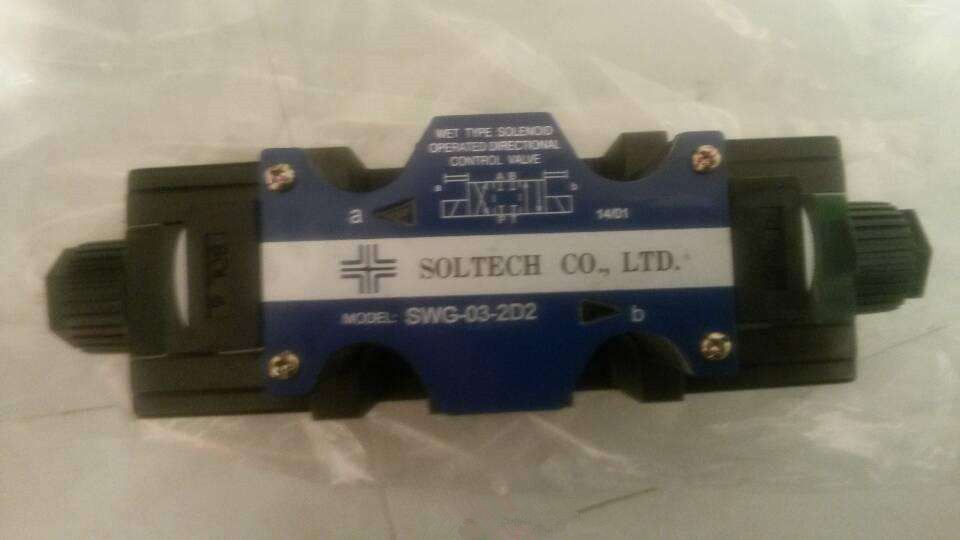 WET TYPE SOLENOID
OPERATED DIRECTIONAL
CONTROL VALVE
A B
a b
a
14/01
SOLTECH CO., LTD.
MODEL: SWG-03-2D2
b